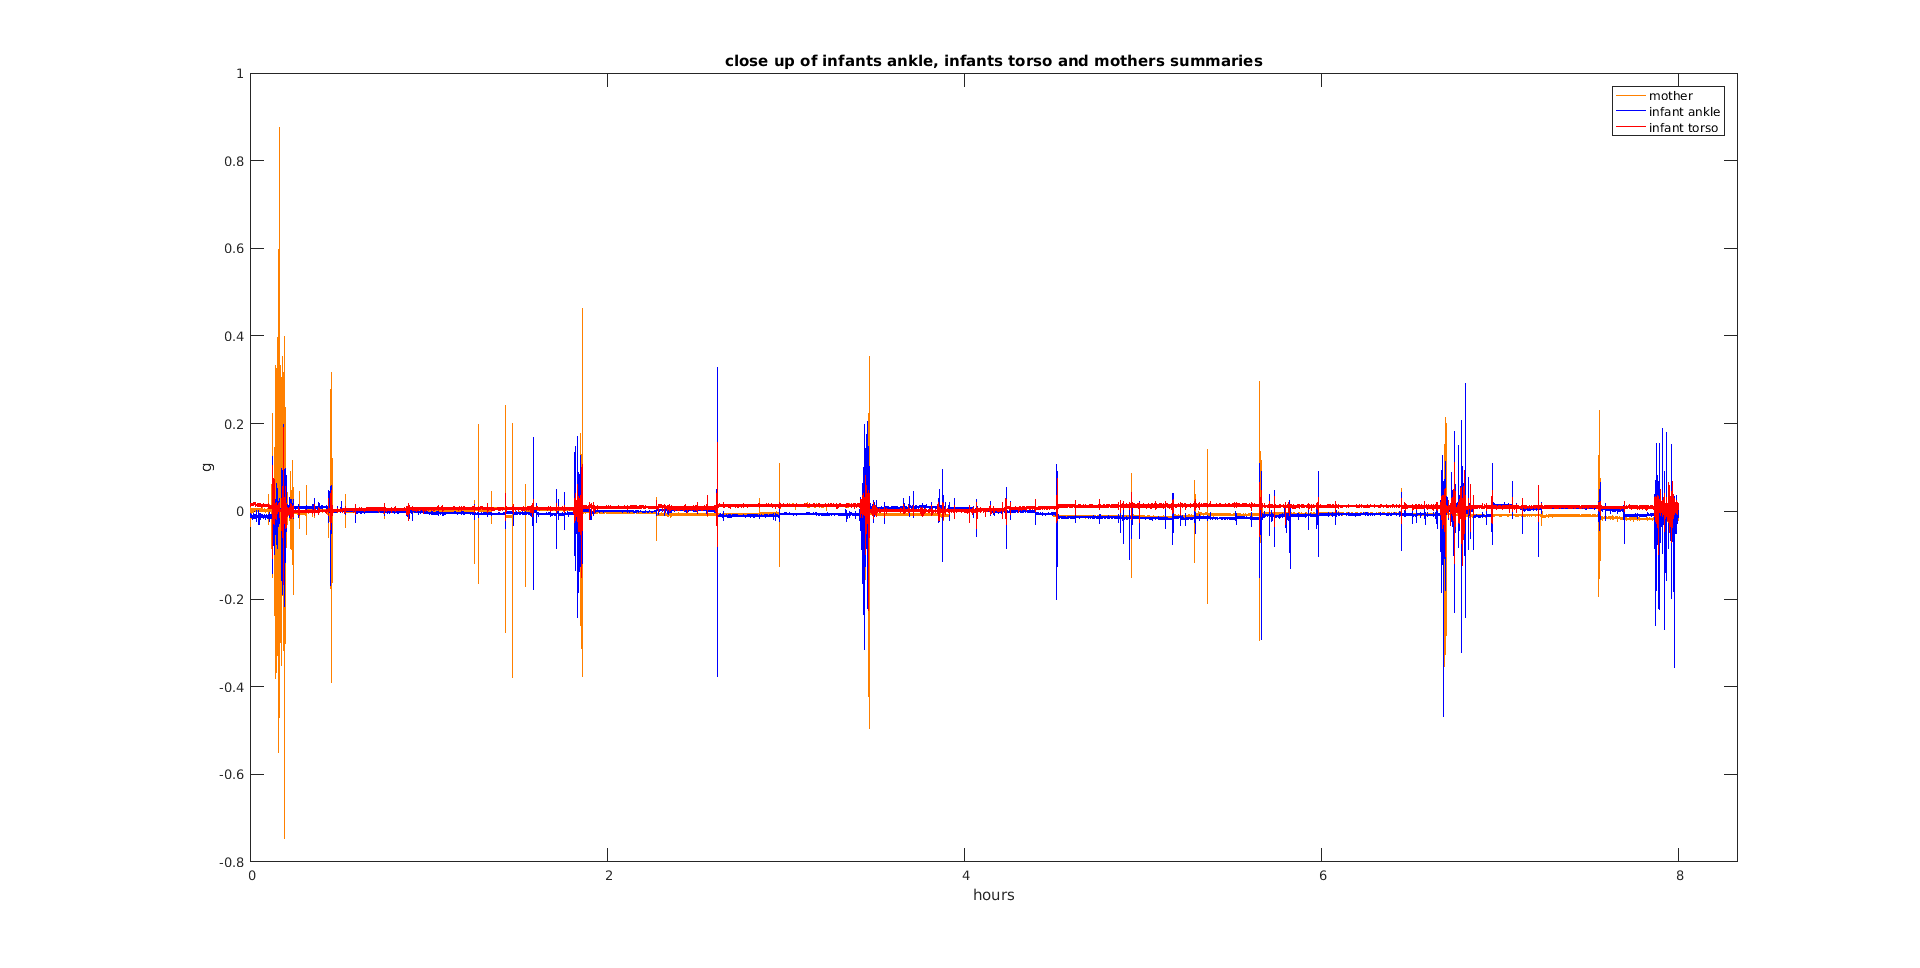 close up of infants ankle, infants torso and mothers summaries
1
0.8
0.6
0.4
0.2
0
-0.2
-0.4
-0.6
-0.8
g
mother
infant ankle
infant torso
0 2 4 6 8
hours